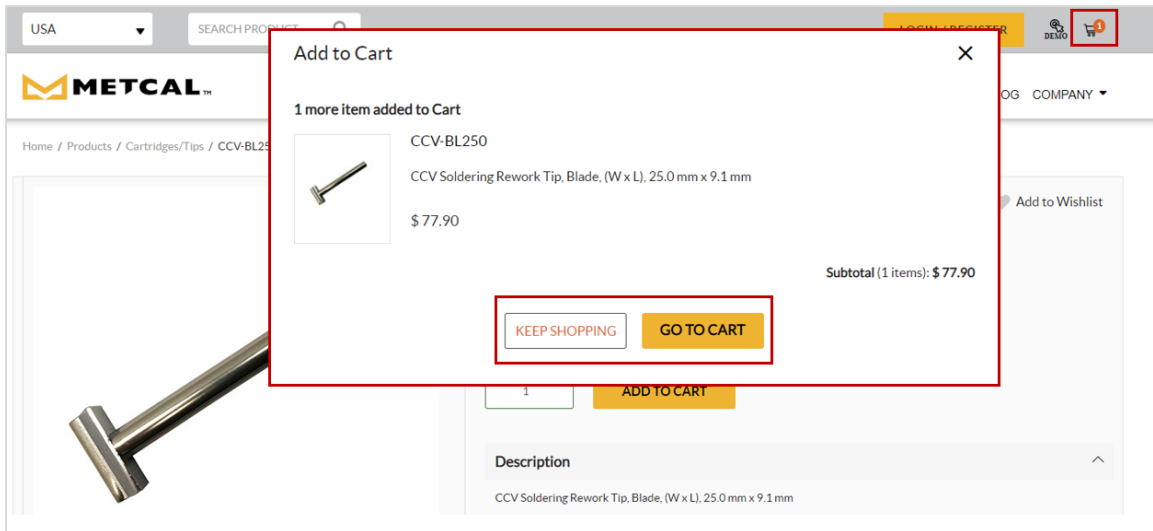 USA
SEARCH PRODUCT
LOGIN / REGISTER
DEMO
1
METCAL™
OG COMPANY
Home / Products / Cartridges/Tips / CCV-BL25
Add to Cart
1 more item added to Cart
CCV-BL250
CCV Soldering Rework Tip, Blade, (W x L), 25.0 mm x 9.1 mm
$ 77.90
Subtotal (1 items): $ 77.90
KEEP SHOPPING
GO TO CART
Add to Wishlist
1
ADD TO CART
Description
CCV Soldering Rework Tip, Blade, (W x L), 25.0 mm x 9.1 mm